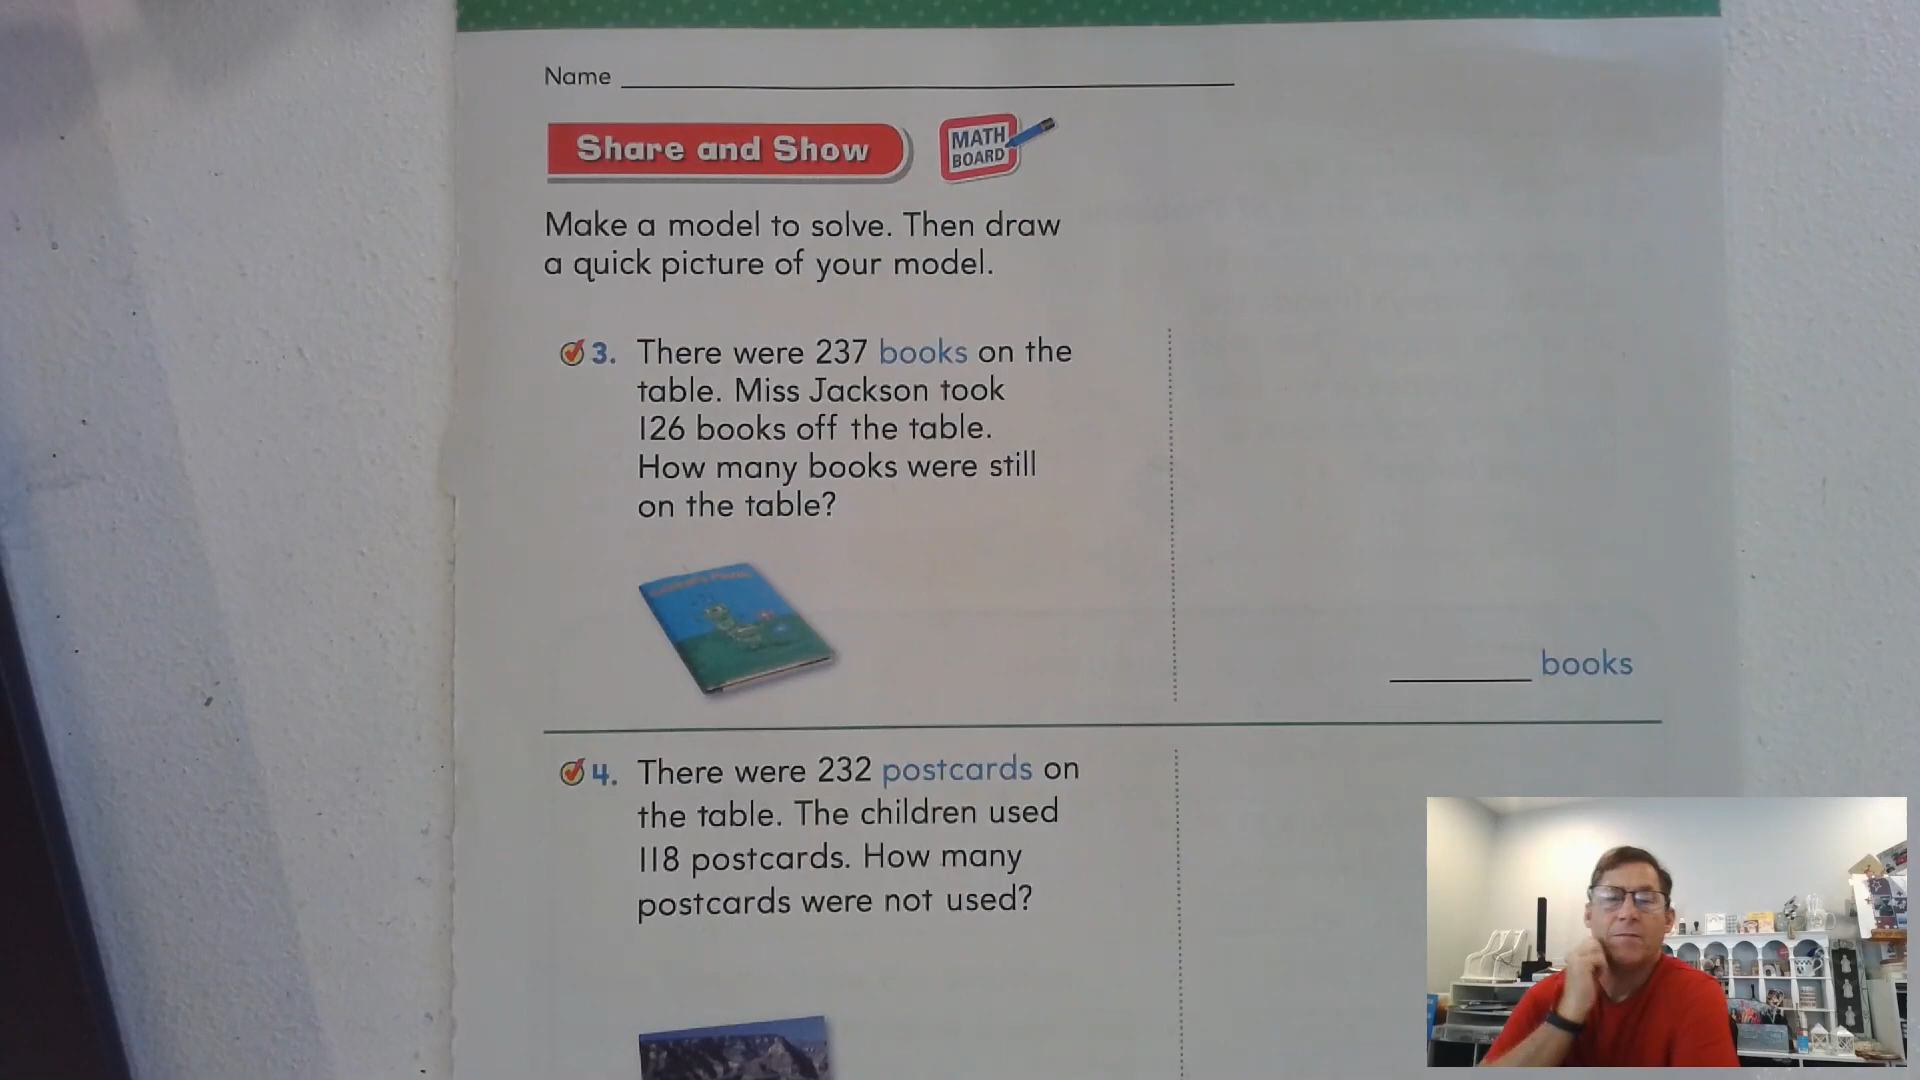 Name
Share and Show
MATH
BOARD
Make a model to solve. Then draw
a quick picture of your model.
3. There were 237 books on the
table. Miss Jackson took
126 books off the table.
How many books were still
on the table?
books
4. There were 232 postcards on
the table. The children used
118 postcards. How many
postcards were not used?